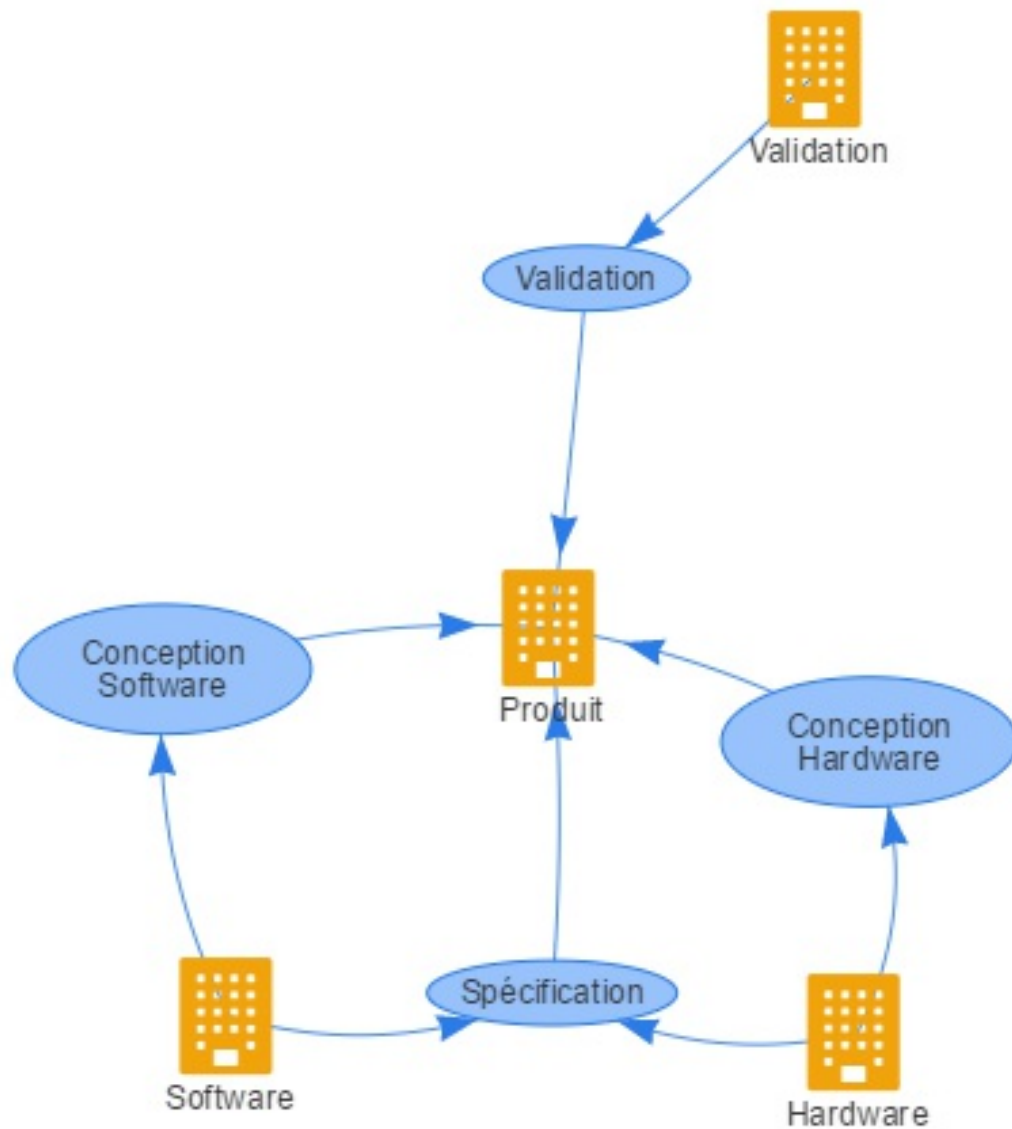 Validation
Validation
Conception
Software
Produit
Conception
Hardware
Spécification
Software
Hardware